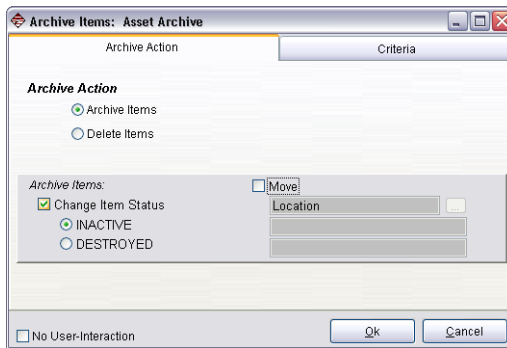 Archive Items: Asset Archive
Archive Action
Criteria
Archive Action
Archive Items
Delete Items
Archive Items:
Move
Change Item Status
Location
...
INACTIVE
DESTROYED
No User-Interaction
Ok
Cancel